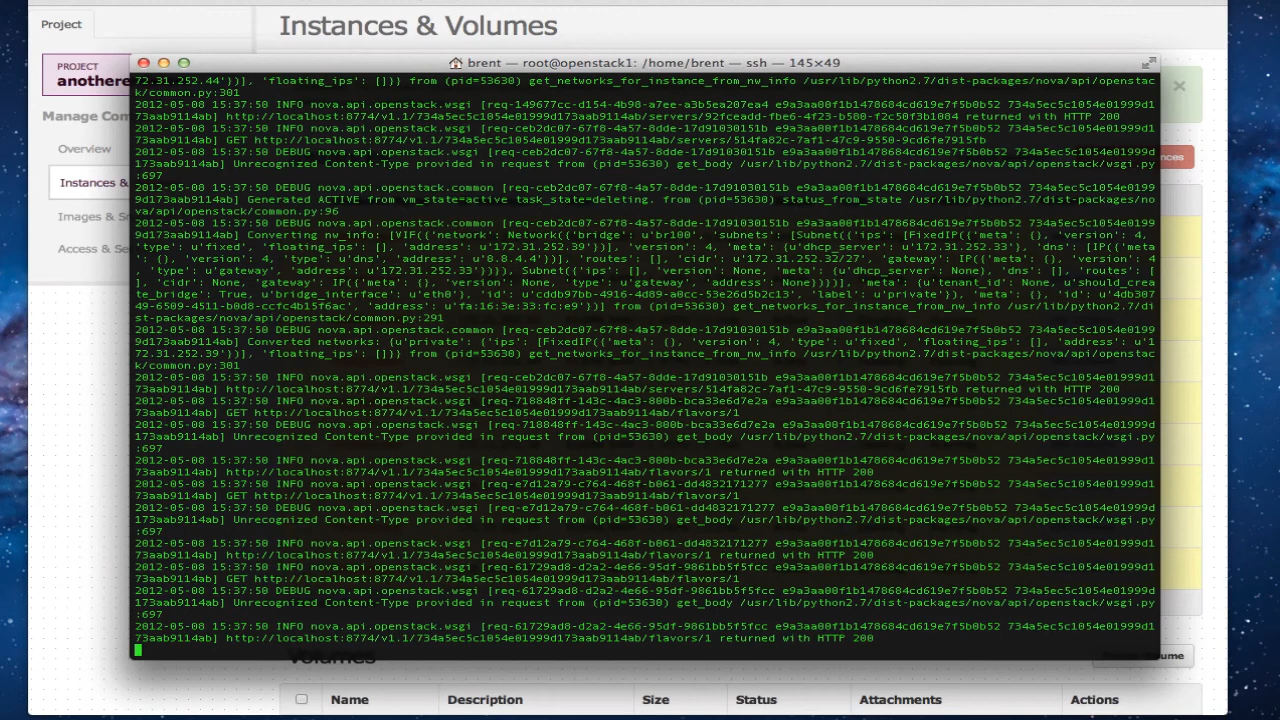 Project
Instances & Volumes
PROJECT
anothere
Manage Com
Overview
Instances &
Images & Sn
Access & Se
nces
brent — root@openstack1: /home/brent — ssh — 145×49
72.31.252.44'))], 'floating_ips': []}} from (pid=53630) get_networks_for_instance_from_nw_info /usr/lib/python2.7/dist-packages/nova/api/openstac
k/common.py:301
2012-05-08 15:37:50 INFO nova.api.openstack.wsgi
73aab9114ab] returned with HTTP 200
2012-05-08 15:37:50 INFO nova.api.openstack.wsgi [req-ceb2dc07-67f8-4a57-8dde-17d91030151b e9a3aa00f1b1478684cd619e7f5b0b52 734a5ec5c1054e01999d1
73aab9114ab] GET http://localhost:8774/v1.1/734a5ec5c1054e01999d173aab9114ab/servers/514fa82c-7af1-47c9-9550-9cd6fe7915fb
2012-05-08 15:37:50 DEBUG nova.api.openstack.wsgi [req-ceb2dc07-67f8-4a57-8dde-17d91030151b e9a3aa00f1b1478684cd619e7f5b0b52 734a5ec5c1054e01999d
173aab9114ab] Unrecognized Content-Type provided in request from (pid=53630) get_body /usr/lib/python2.7/dist-packages/nova/api/openstack/wsgi.py
:697
2012-05-08 15:37:50 DEBUG nova.api.openstack.common [req-ceb2dc07-67f8-4a57-8dde-17d91030151b e9a3aa00f1b1478684cd619e7f5b0b52 734a5ec5c1054e0199
9d173aab9114ab] Generated ACTIVE from vm_state=active task_state=deleting. from (pid=53630) status_from_state /usr/lib/python2.7/dist-packages/no
va/api/openstack/common.py:96
2012-05-08 15:37:50 DEBUG nova.api.openstack.common [req-ceb2dc07-67f8-4a57-8dde-17d91030151b e9a3aa00f1b1478684cd619e7f5b0b52 734a5ec5c1054e0199
9d173aab9114ab] Converting nw_info: [VIF({'network': Network({'bridge': u'br100', 'subnets': [Subnet({'ips': [FixedIP({'meta': {}, 'version': 4,
'type': u'fixed', 'floating_ips': [], 'address': u'172.31.252.39'})], 'version': 4, 'meta': {u'dhcp_server': u'172.31.252.33'}, 'dns': [IP({'meta
': {}, 'version': 4, 'type': u'dns', 'address': u'8.8.4.4'})], 'routes': [], 'cidr': u'172.31.252.32/27', 'gateway': IP({'meta': {}, 'version': 4
, 'type': u'gateway', 'address': u'172.31.252.33'})}), Subnet({'ips': [], 'version': None, 'meta': {u'dhcp_server': None}, 'dns': [], 'routes': [
], 'cidr': None, 'gateway': IP({'meta': {}, 'version': None, 'type': u'gateway', 'address': None})})], 'meta': {u'tenant_id': None, u'should_crea
te_bridge': True, u'bridge_interface': u'eth0'}, 'id': u'cddb97bb-4916-4d89-a0cc-53e26d5b2c13', 'label': u'private'}), 'meta': {}, 'id': u'4db307
49-6509-4511-b0d8-ccfc4b15f6ac', 'address': u'fa:16:3e:33:fc:e9'})] from (pid=53630) get_networks_for_instance_from_nw_info /usr/lib/python2.7/di
st-packages/nova/api/openstack/common.py:291
2012-05-08 15:37:50 DEBUG nova.api.openstack.common [req-ceb2dc07-67f8-4a57-8dde-17d91030151b e9a3aa00f1b1478684cd619e7f5b0b52 734a5ec5c1054e0199
9d173aab9114ab] Converted networks: {u'private': {'ips': [FixedIP({'meta': {}, 'version': 4, 'type': u'fixed', 'floating_ips': [], 'address': u'1
72.31.252.39'})], 'floating_ips': []}} from (pid=53630) get_networks_for_instance_from_nw_info /usr/lib/python2.7/dist-packages/nova/api/openstac
k/common.py:301
2012-05-08 15:37:50 INFO nova.api.openstack.wsgi [req-ceb2dc07-67f8-4a57-8dde-17d91030151b e9a3aa00f1b1478684cd619e7f5b0b52 734a5ec5c1054e01999d1
73aab9114ab] http://localhost:8774/v1.1/734a5ec5c1054e01999d173aab9114ab/servers/514fa82c-7af1-47c9-9550-9cd6fe7915fb returned with HTTP 200
2012-05-08 15:37:50 INFO nova.api.openstack.wsgi [req-718848ff-143c-4ac3-800b-bca33e6d7e2a e9a3aa00f1b1478684cd619e7f5b0b52 734a5ec5c1054e01999d1
73aab9114ab] GET http://localhost:8774/v1.1/734a5ec5c1054e01999d173aab9114ab/flavors/1
2012-05-08 15:37:50 DEBUG nova.api.openstack.wsgi [req-718848ff-143c-4ac3-800b-bca33e6d7e2a e9a3aa00f1b1478684cd619e7f5b0b52 734a5ec5c1054e01999d
173aab9114ab] Unrecognized Content-Type provided in request from (pid=53630) get_body /usr/lib/python2.7/dist-packages/nova/api/openstack/wsgi.py
:697
2012-05-08 15:37:50 INFO nova.api.openstack.wsgi [req-718848ff-143c-4ac3-800b-bca33e6d7e2a e9a3aa00f1b1478684cd619e7f5b0b52 734a5ec5c1054e01999d1
73aab9114ab] http://localhost:8774/v1.1/734a5ec5c1054e01999d173aab9114ab/flavors/1 returned with HTTP 200
2012-05-08 15:37:50 INFO nova.api.openstack.wsgi [req-e7d12a79-c764-468f-b061-dd4832171277 e9a3aa00f1b1478684cd619e7f5b0b52 734a5ec5c1054e01999d1
73aab9114ab] GET http://localhost:8774/v1.1/734a5ec5c1054e01999d173aab9114ab/flavors/1
2012-05-08 15:37:50 DEBUG nova.api.openstack.wsgi [req-e7d12a79-c764-468f-b061-dd4832171277 e9a3aa00f1b1478684cd619e7f5b0b52 734a5ec5c1054e01999d
173aab9114ab] Unrecognized Content-Type provided in request from (pid=53630) get_body /usr/lib/python2.7/dist-packages/nova/api/openstack/wsgi.py
:697
2012-05-08 15:37:50 INFO nova.api.openstack.wsgi [req-e7d12a79-c764-468f-b061-dd4832171277 e9a3aa00f1b1478684cd619e7f5b0b52 734a5ec5c1054e01999d1
73aab9114ab] http://localhost:8774/v1.1/734a5ec5c1054e01999d173aab9114ab/flavors/1 returned with HTTP 200
2012-05-08 15:37:50 INFO nova.api.openstack.wsgi [req-61729ad8-d2a2-4e66-95df-9861bb5f5fcc e9a3aa00f1b1478684cd619e7f5b0b52 734a5ec5c1054e01999d1
73aab9114ab] GET http://localhost:8774/v1.1/734a5ec5c1054e01999d173aab9114ab/flavors/1
2012-05-08 15:37:50 DEBUG nova.api.openstack.wsgi [req-61729ad8-d2a2-4e66-95df-9861bb5f5fcc e9a3aa00f1b1478684cd619e7f5b0b52 734a5ec5c1054e01999d
173aab9114ab] Unrecognized Content-Type provided in request from (pid=53630) get_body /usr/lib/python2.7/dist-packages/nova/api/openstack/wsgi.py
:697
2012-05-08 15:37:50 INFO nova.api.openstack.wsgi [req-61729ad8-d2a2-4e66-95df-9861bb5f5fcc e9a3aa00f1b1478684cd619e7f5b0b52 734a5ec5c1054e01999d1
73aab9114ab] http://localhost:8774/v1.1/734a5ec5c1054e01999d173aab9114ab/flavors/1 returned with HTTP 200
Volumes
Name Description Size Status Attachments Actions